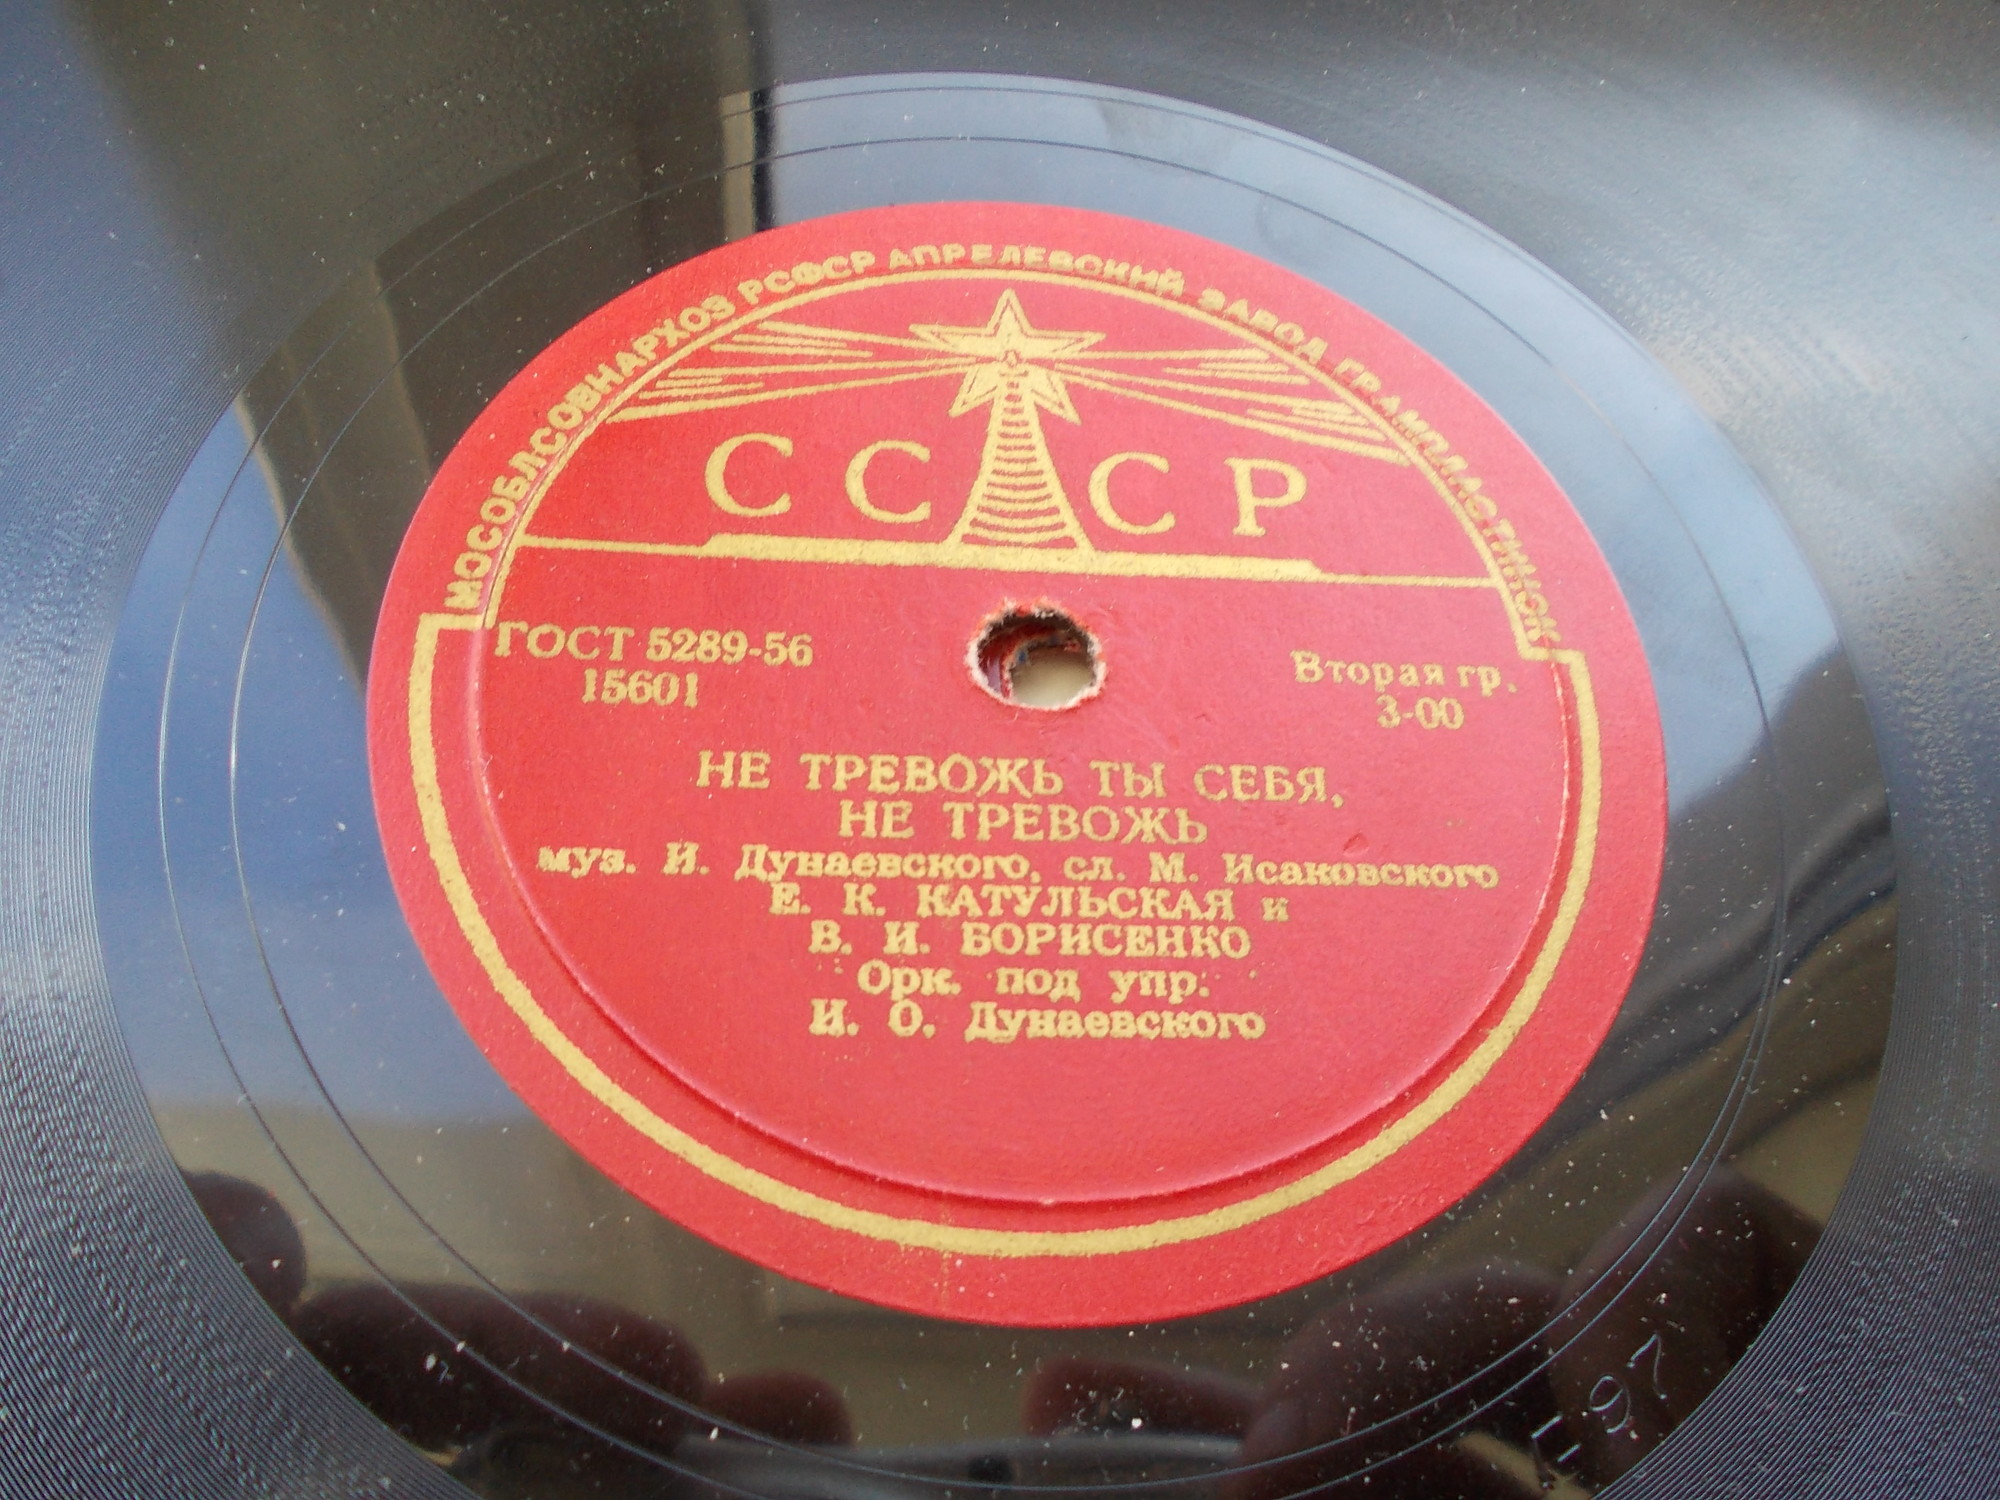 МОСОБЛСОВНАРХОЗ РСФСР АПРЕЛЕВСКИЙ ЗАВОД ГРАМПЛАСТИНОК
СССР
ГОСТ 5289-56
15601
Вторая гр.
3-00
НЕ ТРЕВОЖЬ ТЫ СЕБЯ,
НЕ ТРЕВОЖЬ
муз. И. Дунаевского, сл. М. Исаковского
Е. К. КАТУЛЬСКАЯ и
В. И. БОРИСЕНКО
Орк. под упр.
И. О. Дунаевского